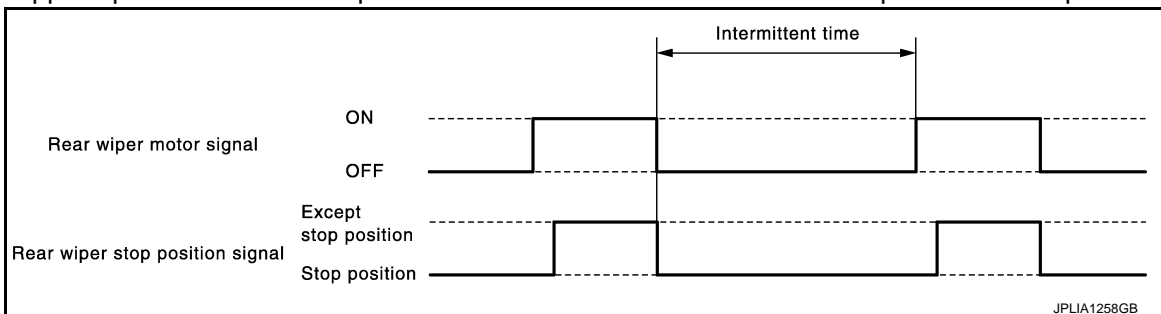 Intermittent time
ON
Rear wiper motor signal
OFF
Except
stop position
Rear wiper stop position signal
Stop position
JPLIA1258GB